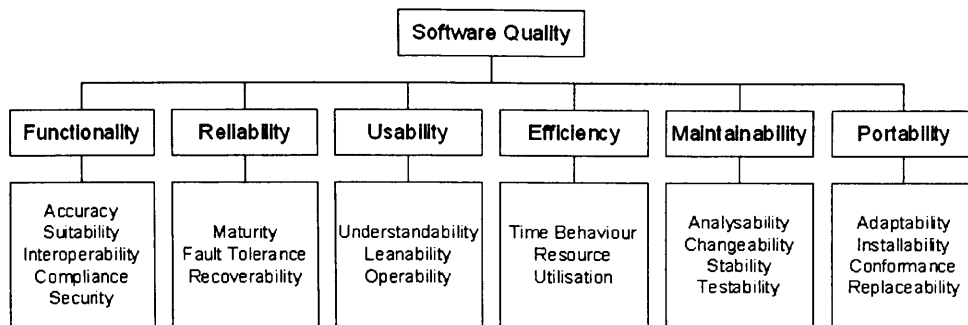 Software Quality
Functionality
Reliability
Usability
Efficiency
Maintainability
Portability
Accuracy
Suitability
Interoperability
Compliance
Security
Maturity
Fault Tolerance
Recoverability
Understandability
Leanability
Operability
Time Behaviour
Resource
Utilisation
Analysability
Changeability
Stability
Testability
Adaptability
Installability
Conformance
Replaceability